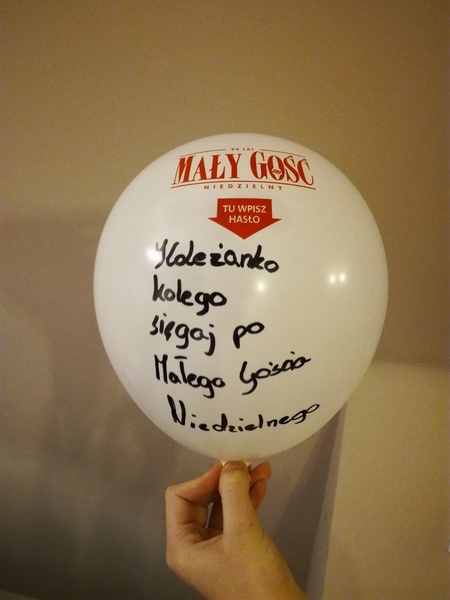 90 LAT
MAŁY GOŚĆ
NIEDZIELNY
TU WPISZ
HASŁO
Koleżanko
kolego
sięgaj po
Małego Gościa
Niedzielnego